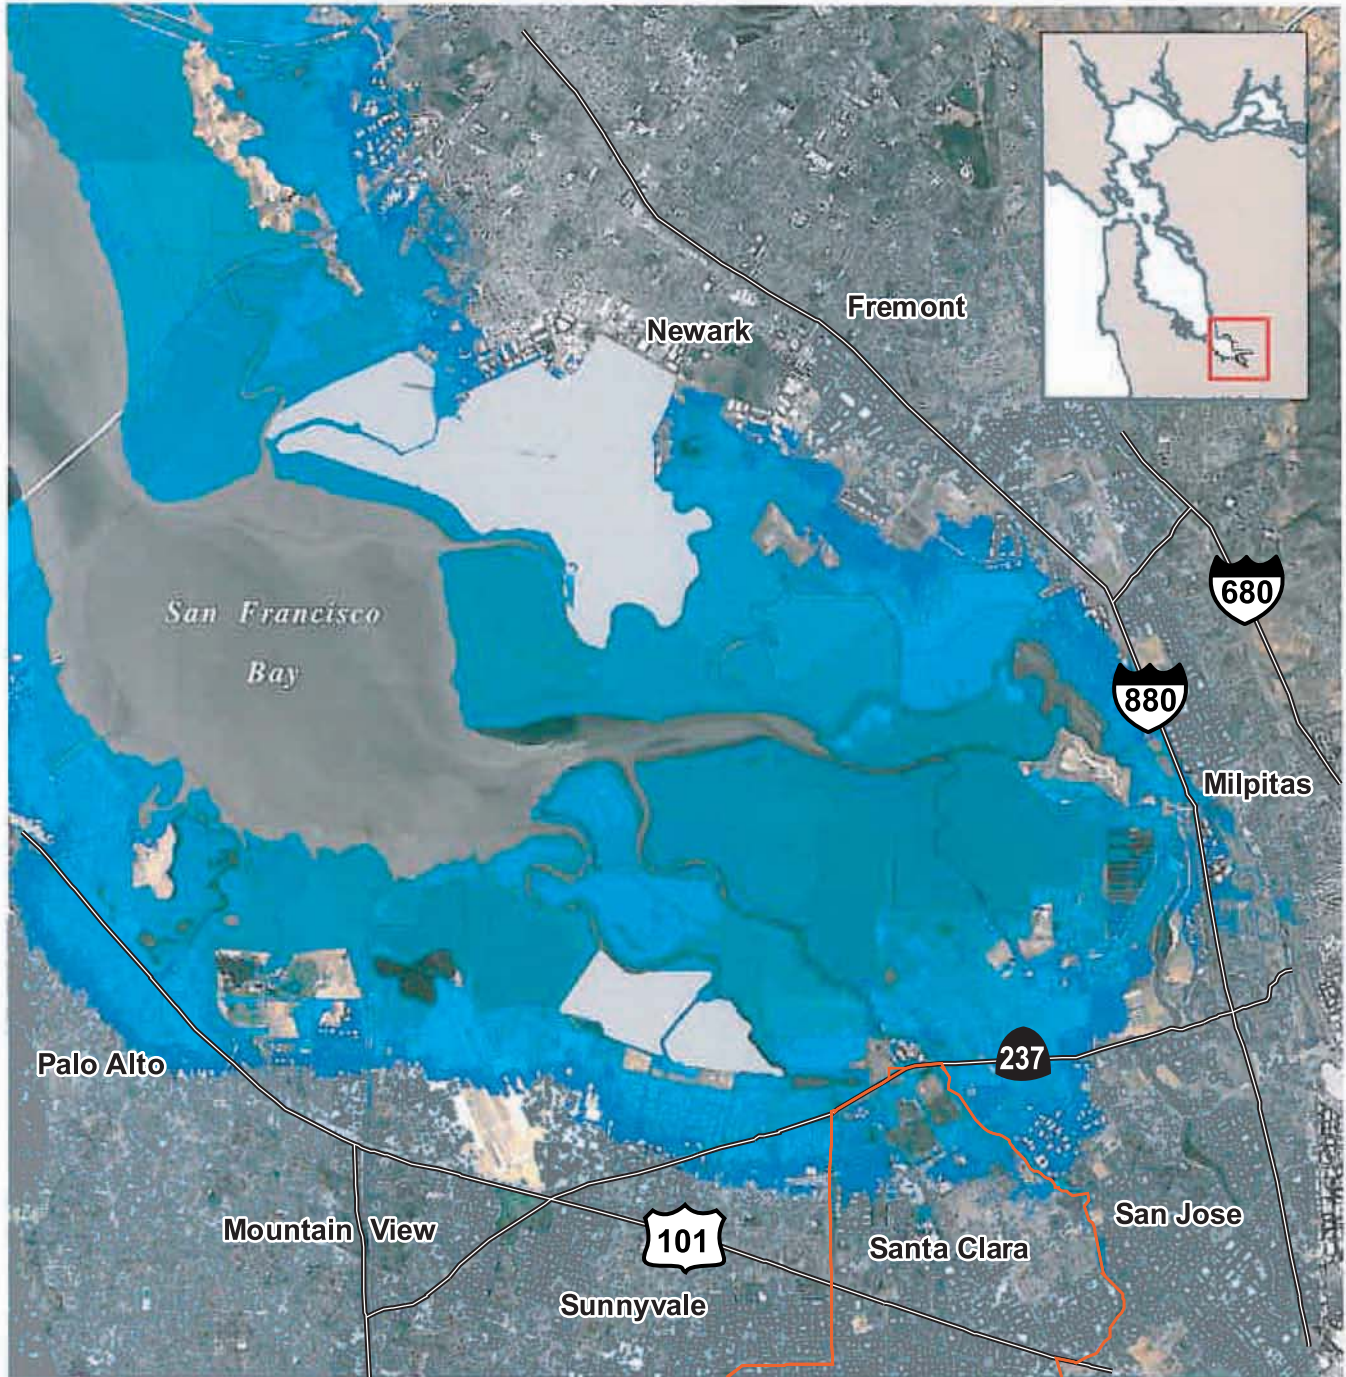 Fremont
Newark
680
San Francisco
Bay
880
Milpitas
237
Palo Alto
San Jose
Mountain View
101
Santa Clara
Sunnyvale